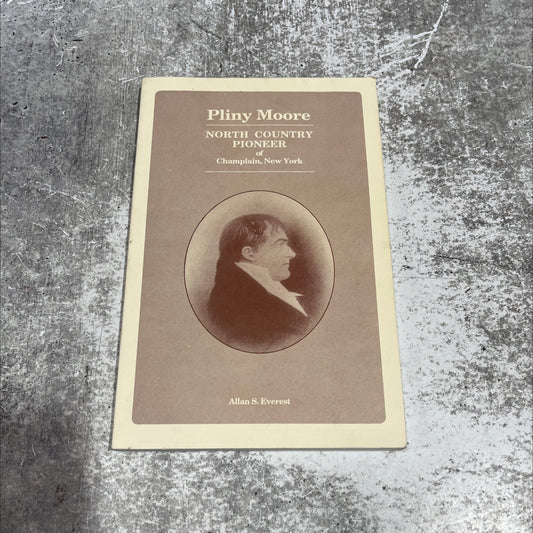 Pliny Moore
NORTH COUNTRY
PIONEER
of
Champlain, New York
Allan S. Everest